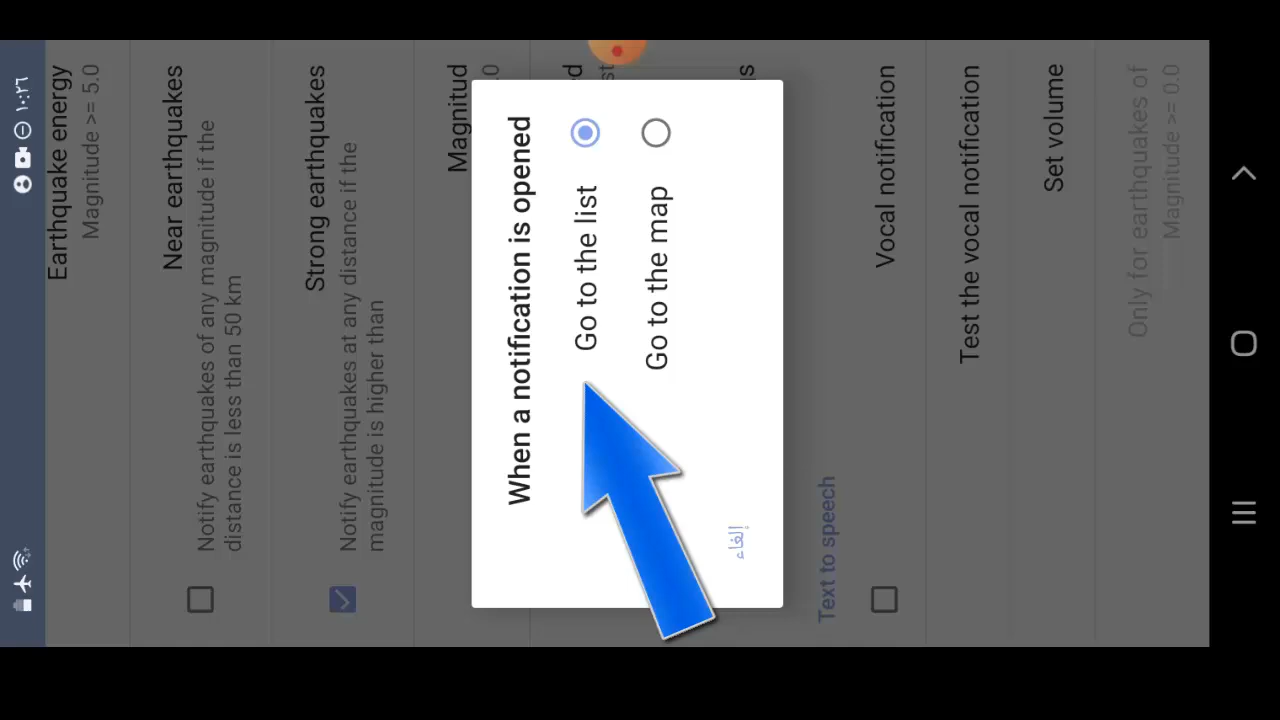 ١٠:٢٦
Earthquake energy
Magnitude >= 5.0
Near earthquakes
Notify earthquakes of any magnitude if the
distance is less than 50 km
Strong earthquakes
Notify earthquakes at any distance if the
magnitude is higher than
Magnitud
When a notification is opened
Go to the list
Go to the map
إلغاء
Text to speech
Vocal notification
Test the vocal notification
Set volume
Only for earthquakes of
Magnitude >= 0.0